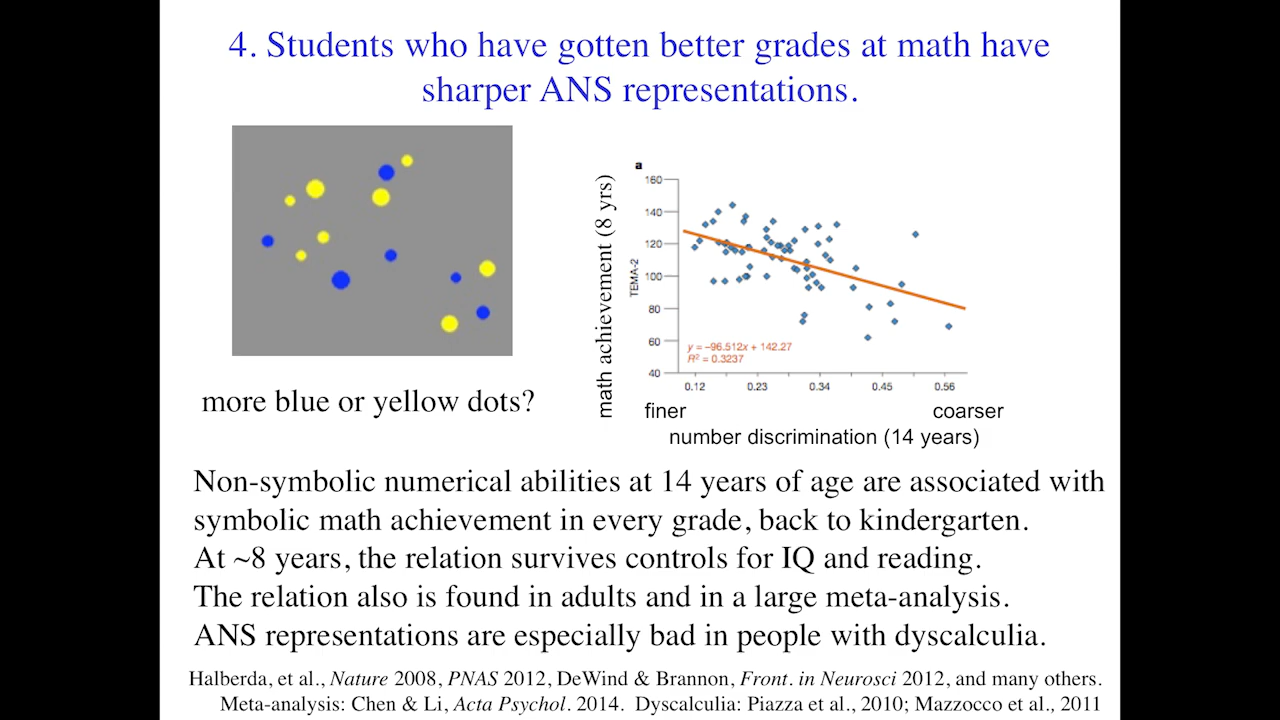 4. Students who have gotten better grades at math have
sharper ANS representations.
more blue or yellow dots?
a
math achievement (8 yrs)
TEMA-2
160
140
120
100
80
60
40
y = –96.512x + 142.27
R² = 0.3237
0.12 0.23 0.34 0.45 0.56
finer coarser
number discrimination (14 years)
Non-symbolic numerical abilities at 14 years of age are associated with
symbolic math achievement in every grade, back to kindergarten.
At ~8 years, the relation survives controls for IQ and reading.
The relation also is found in adults and in a large meta-analysis.
ANS representations are especially bad in people with dyscalculia.
Halberda, et al., Nature 2008, PNAS 2012, DeWind & Brannon, Front. in Neurosci 2012, and many others.
Meta-analysis: Chen & Li, Acta Psychol. 2014. Dyscalculia: Piazza et al., 2010; Mazzocco et al., 2011